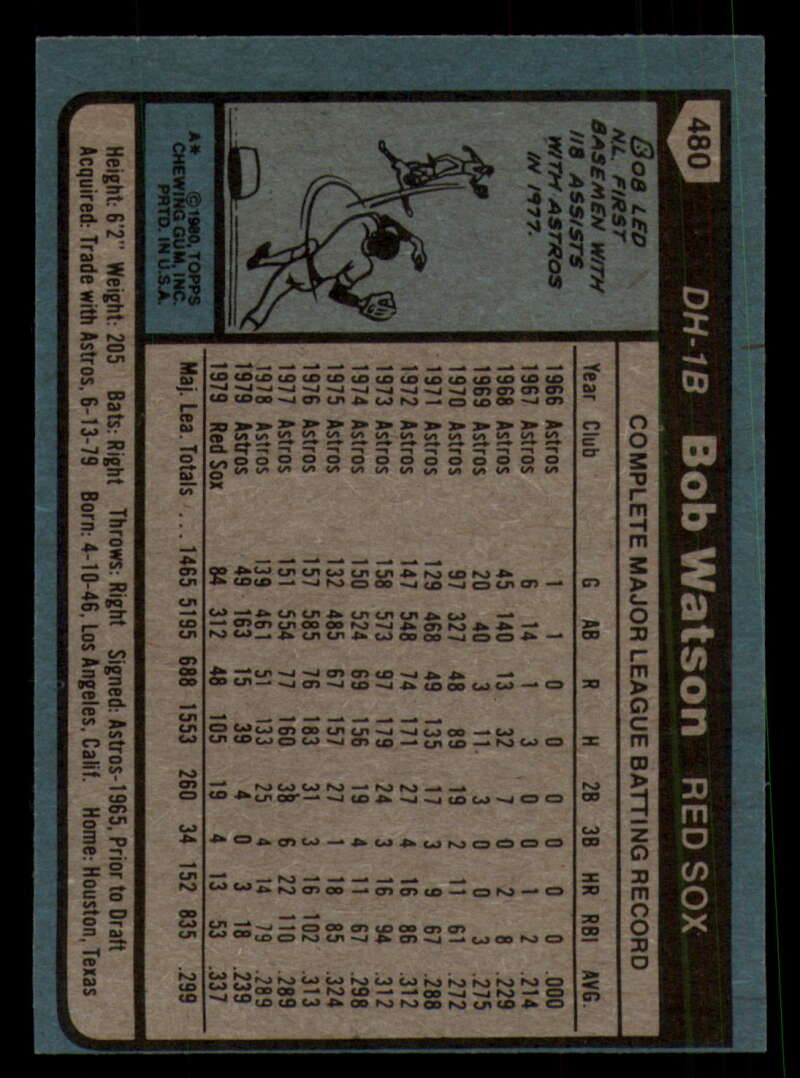 480 DH-1B Bob Watson RED SOX
BOB LED
NL FIRST
BASEMEN WITH
118 ASSISTS
WITH ASTROS
IN 1977.
A* © 1980, TOPPS
CHEWING GUM, INC.
PRTD. IN U.S.A.
COMPLETE MAJOR LEAGUE BATTING RECORD
Year Club G AB R H 2B 3B HR RBI AVG.
1966 Astros 1 1 0 0 0 0 0 0 .000
1967 Astros 6 14 1 3 0 0 1 2 .214
1968 Astros 45 140 13 32 7 0 2 8 .229
1969 Astros 20 40 3 11 3 0 0 3 .275
1970 Astros 97 327 48 89 19 2 11 61 .272
1971 Astros 129 468 49 135 17 3 9 67 .288
1972 Astros 147 548 74 171 27 4 16 86 .312
1973 Astros 158 573 97 179 24 3 16 94 .312
1974 Astros 150 524 69 156 19 4 11 67 .298
1975 Astros 132 485 67 157 27 1 18 85 .324
1976 Astros 157 585 76 183 31 3 16 102 .313
1977 Astros 151 554 77 160 38 6 22 110 .289
1978 Astros 139 461 51 133 25 4 14 79 .289
1979 Astros 49 163 15 39 4 0 3 18 .239
1979 Red Sox 84 312 48 105 19 4 13 53 .337
Maj. Lea. Totals ... 1465 5195 688 1553 260 34 152 835 .299
Height: 6'2" Weight: 205 Bats: Right Throws: Right Signed: Astros-1965, Prior to Draft
Acquired: Trade with Astros, 6-13-79 Born: 4-10-46, Los Angeles, Calif. Home: Houston, Texas